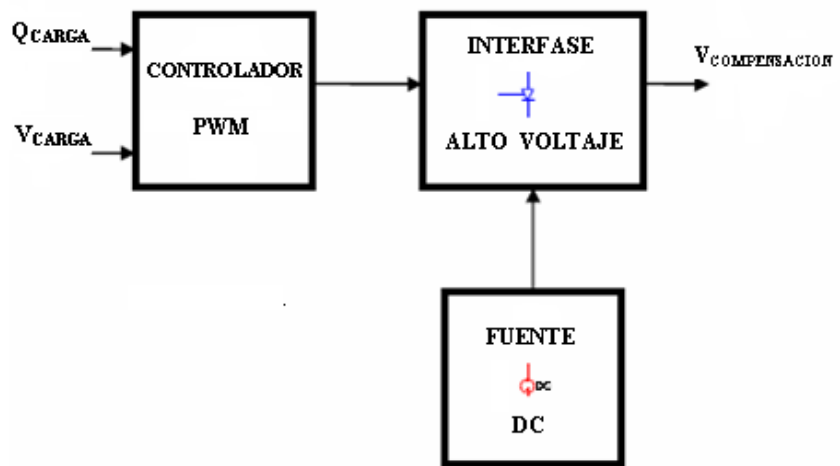 QCARGA
VCARGA
CONTROLADOR
PWM
INTERFASE
ALTO VOLTAJE
VCOMPENSACION
FUENTE
DC
DC